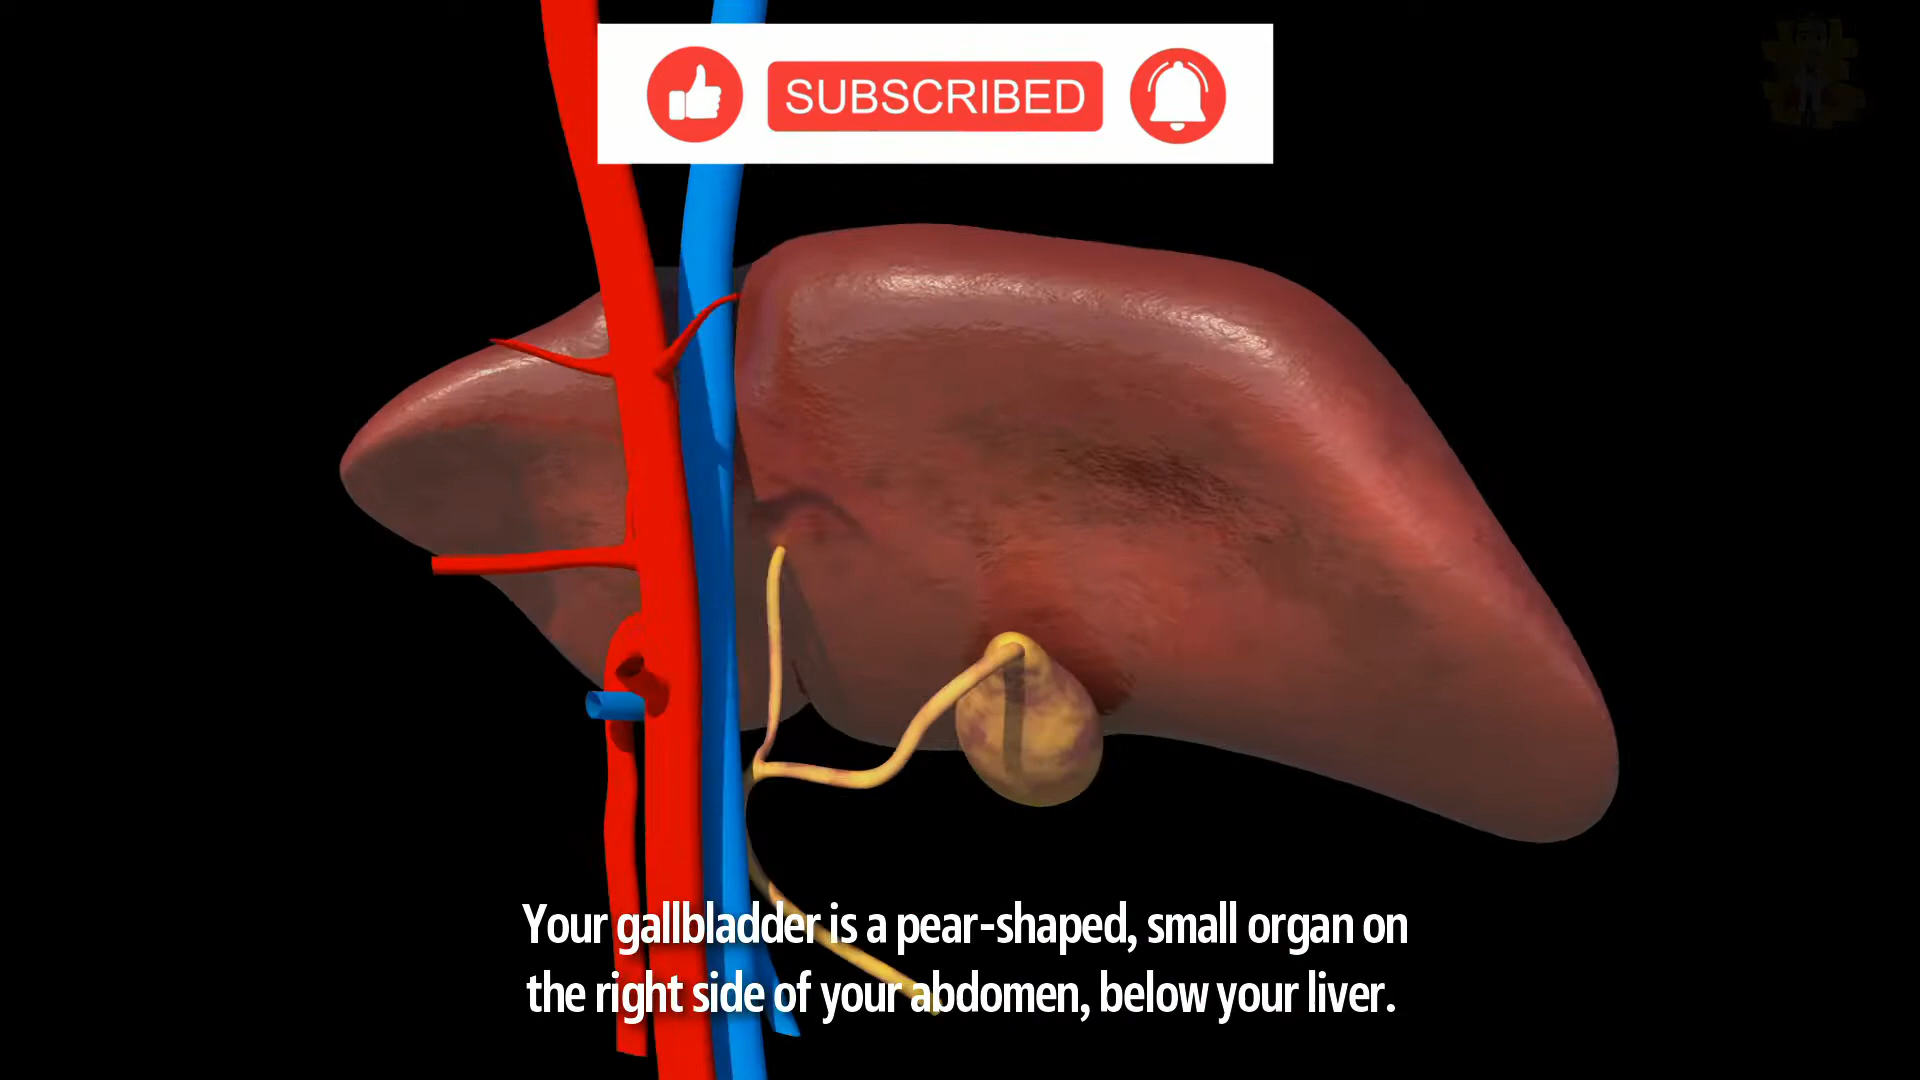 SUBSCRIBED
Your gallbladder is a pear-shaped, small organ on
the right side of your abdomen, below your liver.